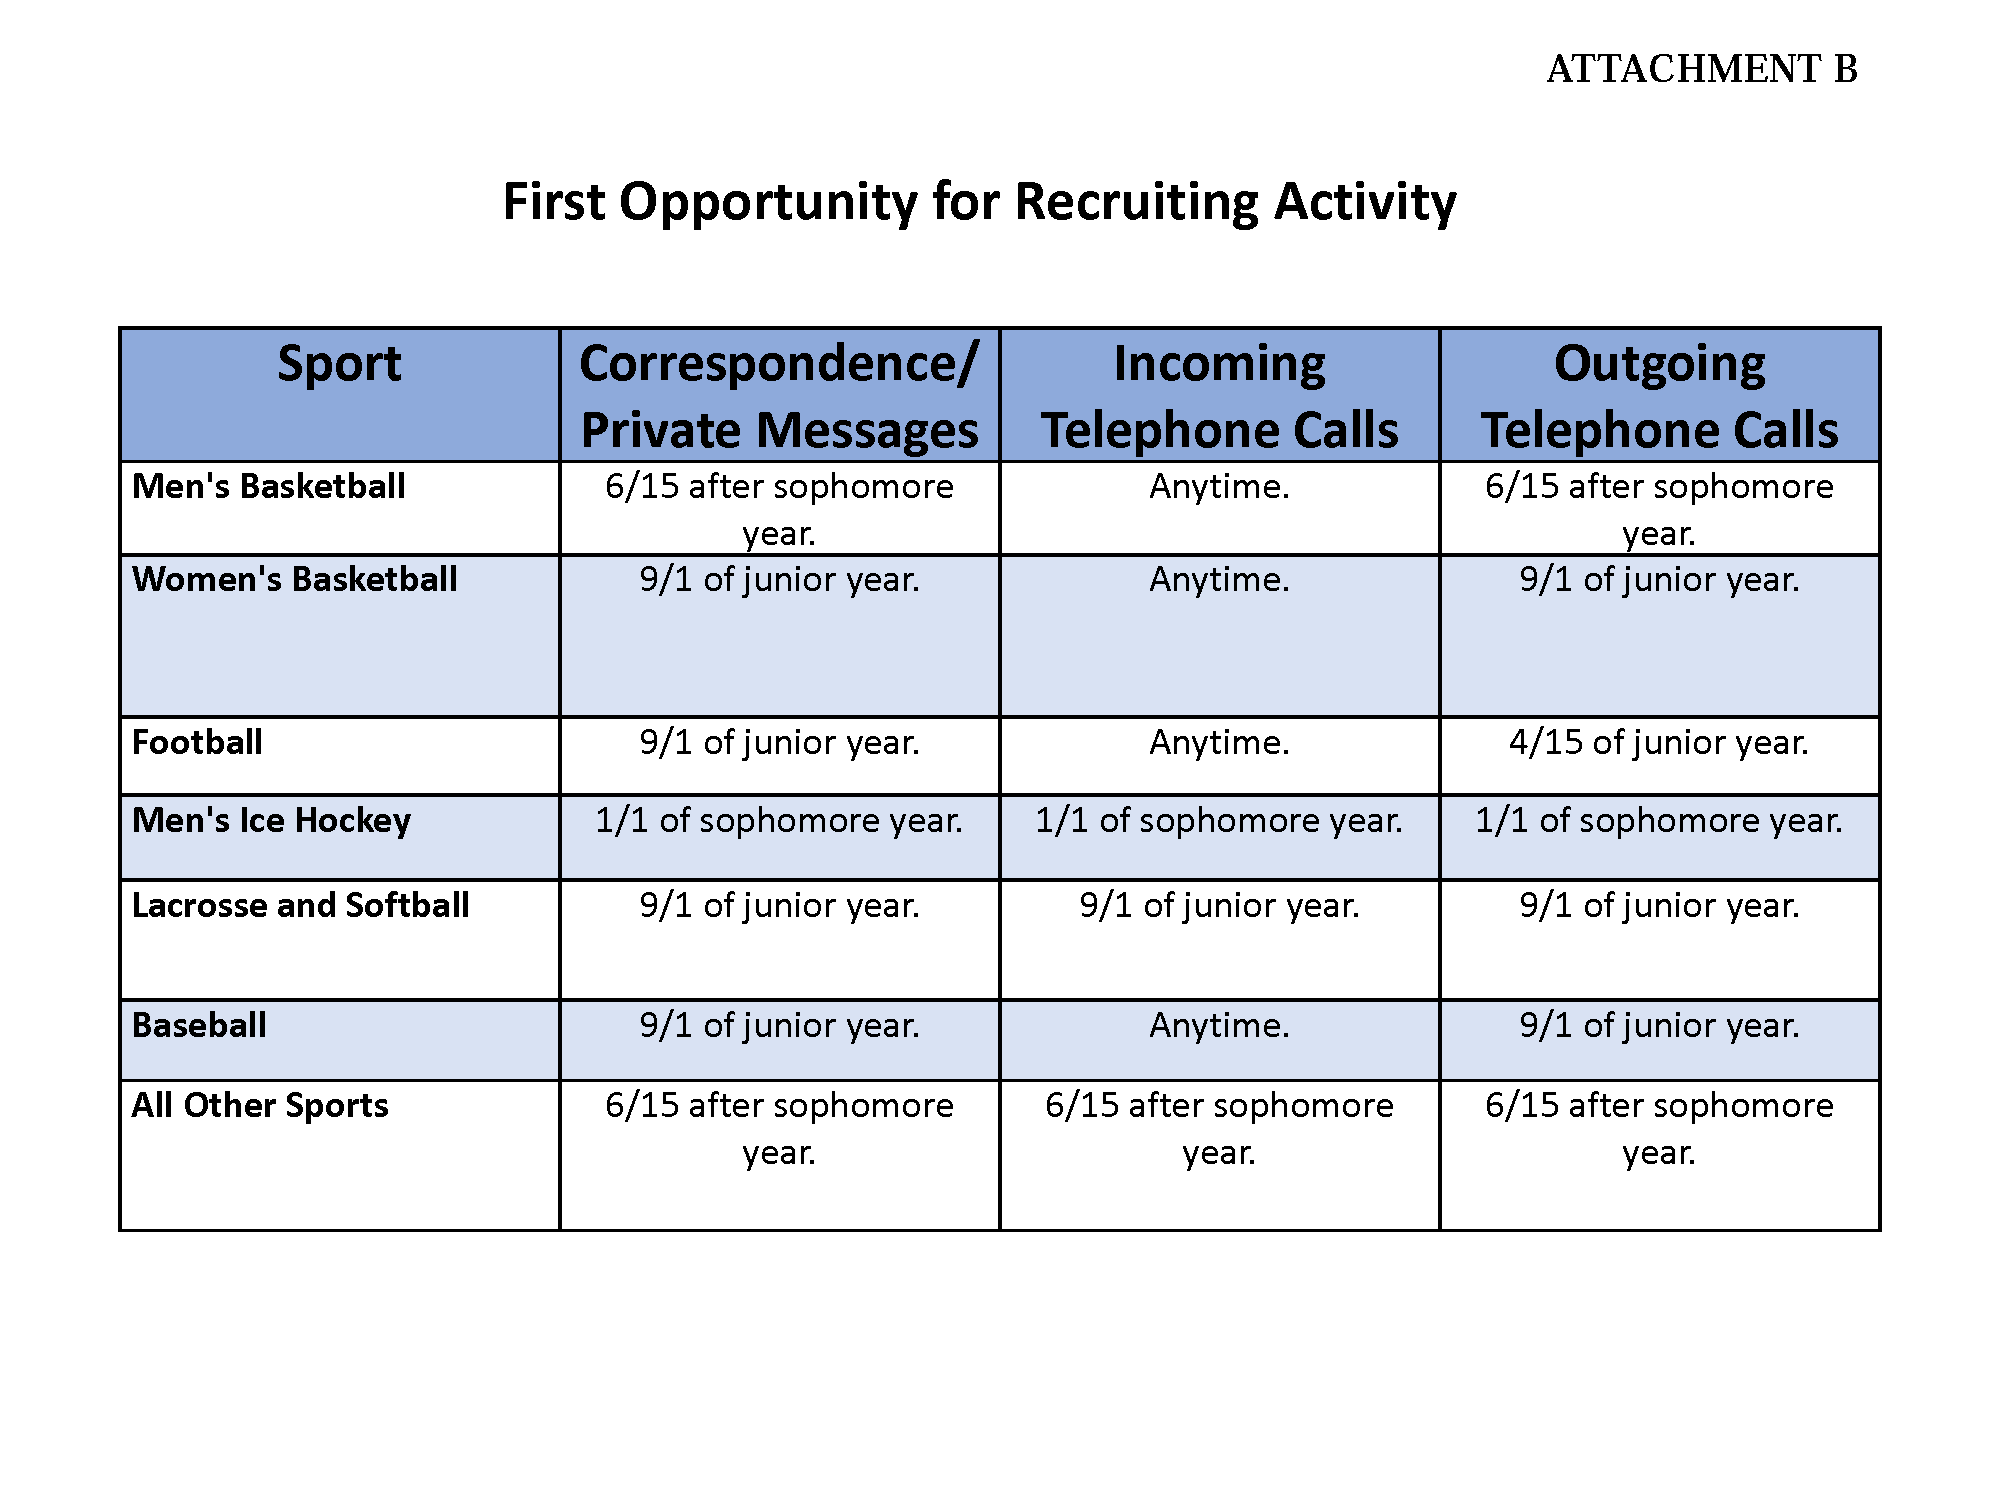 ATTACHMENT B
First Opportunity for Recruiting Activity
Sport
Correspondence/
Private Messages
Incoming
Telephone Calls
Outgoing
Telephone Calls
Men's Basketball
6/15 after sophomore
year.
Anytime.
6/15 after sophomore
year.
Women's Basketball
9/1 of junior year.
Anytime.
9/1 of junior year.
Football
9/1 of junior year.
Anytime.
4/15 of junior year.
Men's Ice Hockey
1/1 of sophomore year.
1/1 of sophomore year.
1/1 of sophomore year.
Lacrosse and Softball
9/1 of junior year.
9/1 of junior year.
9/1 of junior year.
Baseball
9/1 of junior year.
Anytime.
9/1 of junior year.
All Other Sports
6/15 after sophomore
year.
6/15 after sophomore
year.
6/15 after sophomore
year.